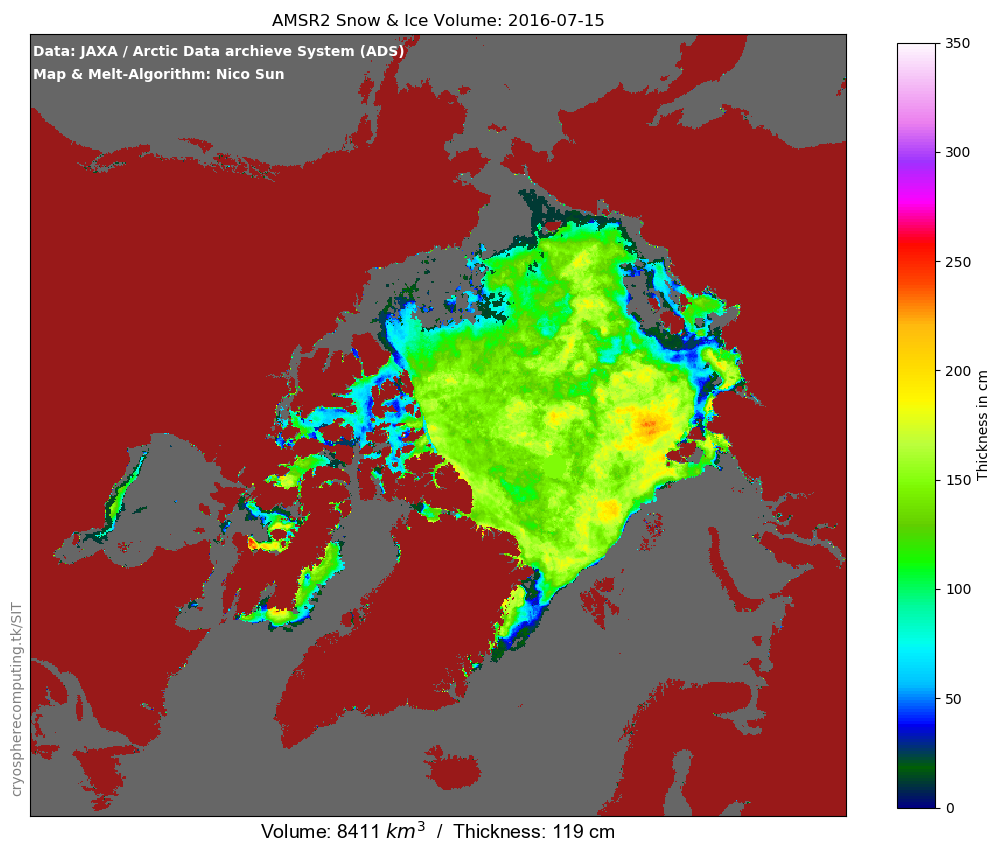 AMSR2 Snow & Ice Volume: 2016-07-15
Data: JAXA / Arctic Data archieve System (ADS)
Map & Melt-Algorithm: Nico Sun
350
300
250
200
150
100
50
0
Thickness in cm
cryospherecomputing.tk/SIT
Volume: 8411 km³ / Thickness: 119 cm